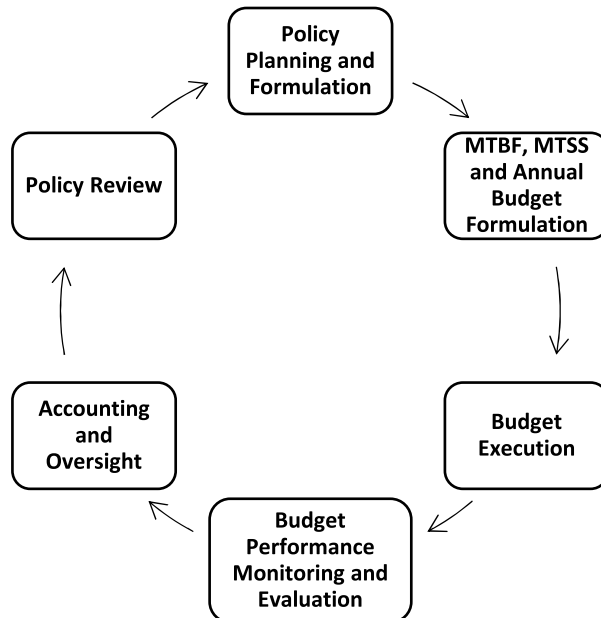 Policy
Planning and
Formulation
MTBF, MTSS
and Annual
Budget
Formulation
Budget
Execution
Budget
Performance
Monitoring and
Evaluation
Accounting
and
Oversight
Policy Review